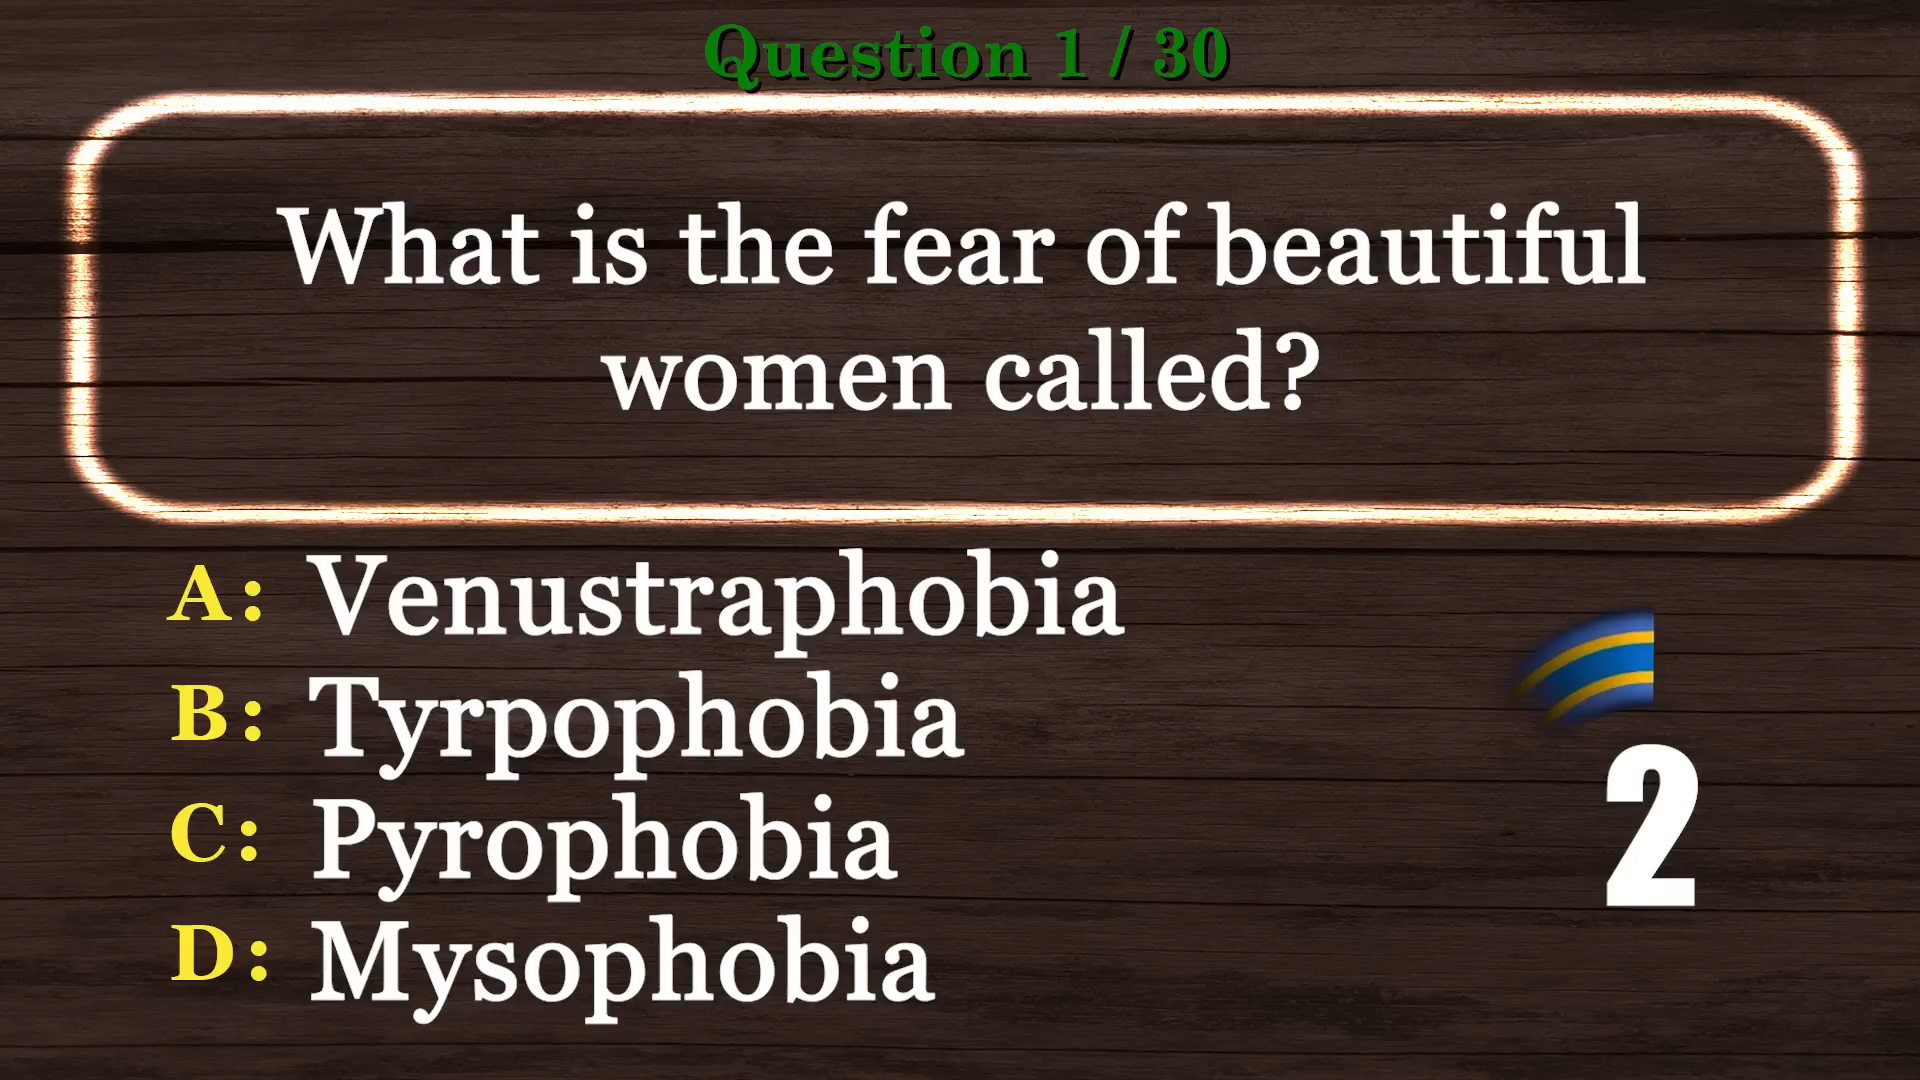 Question 1 / 30
What is the fear of beautiful
women called?
A: Venustraphobia
B: Tyrpophobia
C: Pyrophobia
D: Mysophobia
2